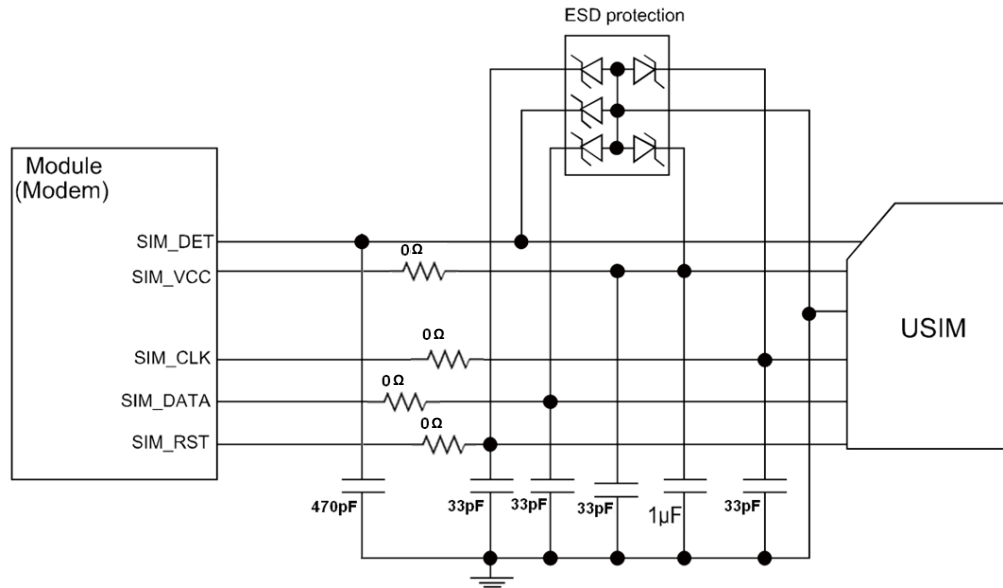 ESD protection
Module
(Modem)
SIM_DET
0Ω
SIM_VCC
USIM
0Ω
SIM_CLK
0Ω
SIM_DATA
0Ω
SIM_RST
470pF
33pF
33pF
33pF
1µF
33pF